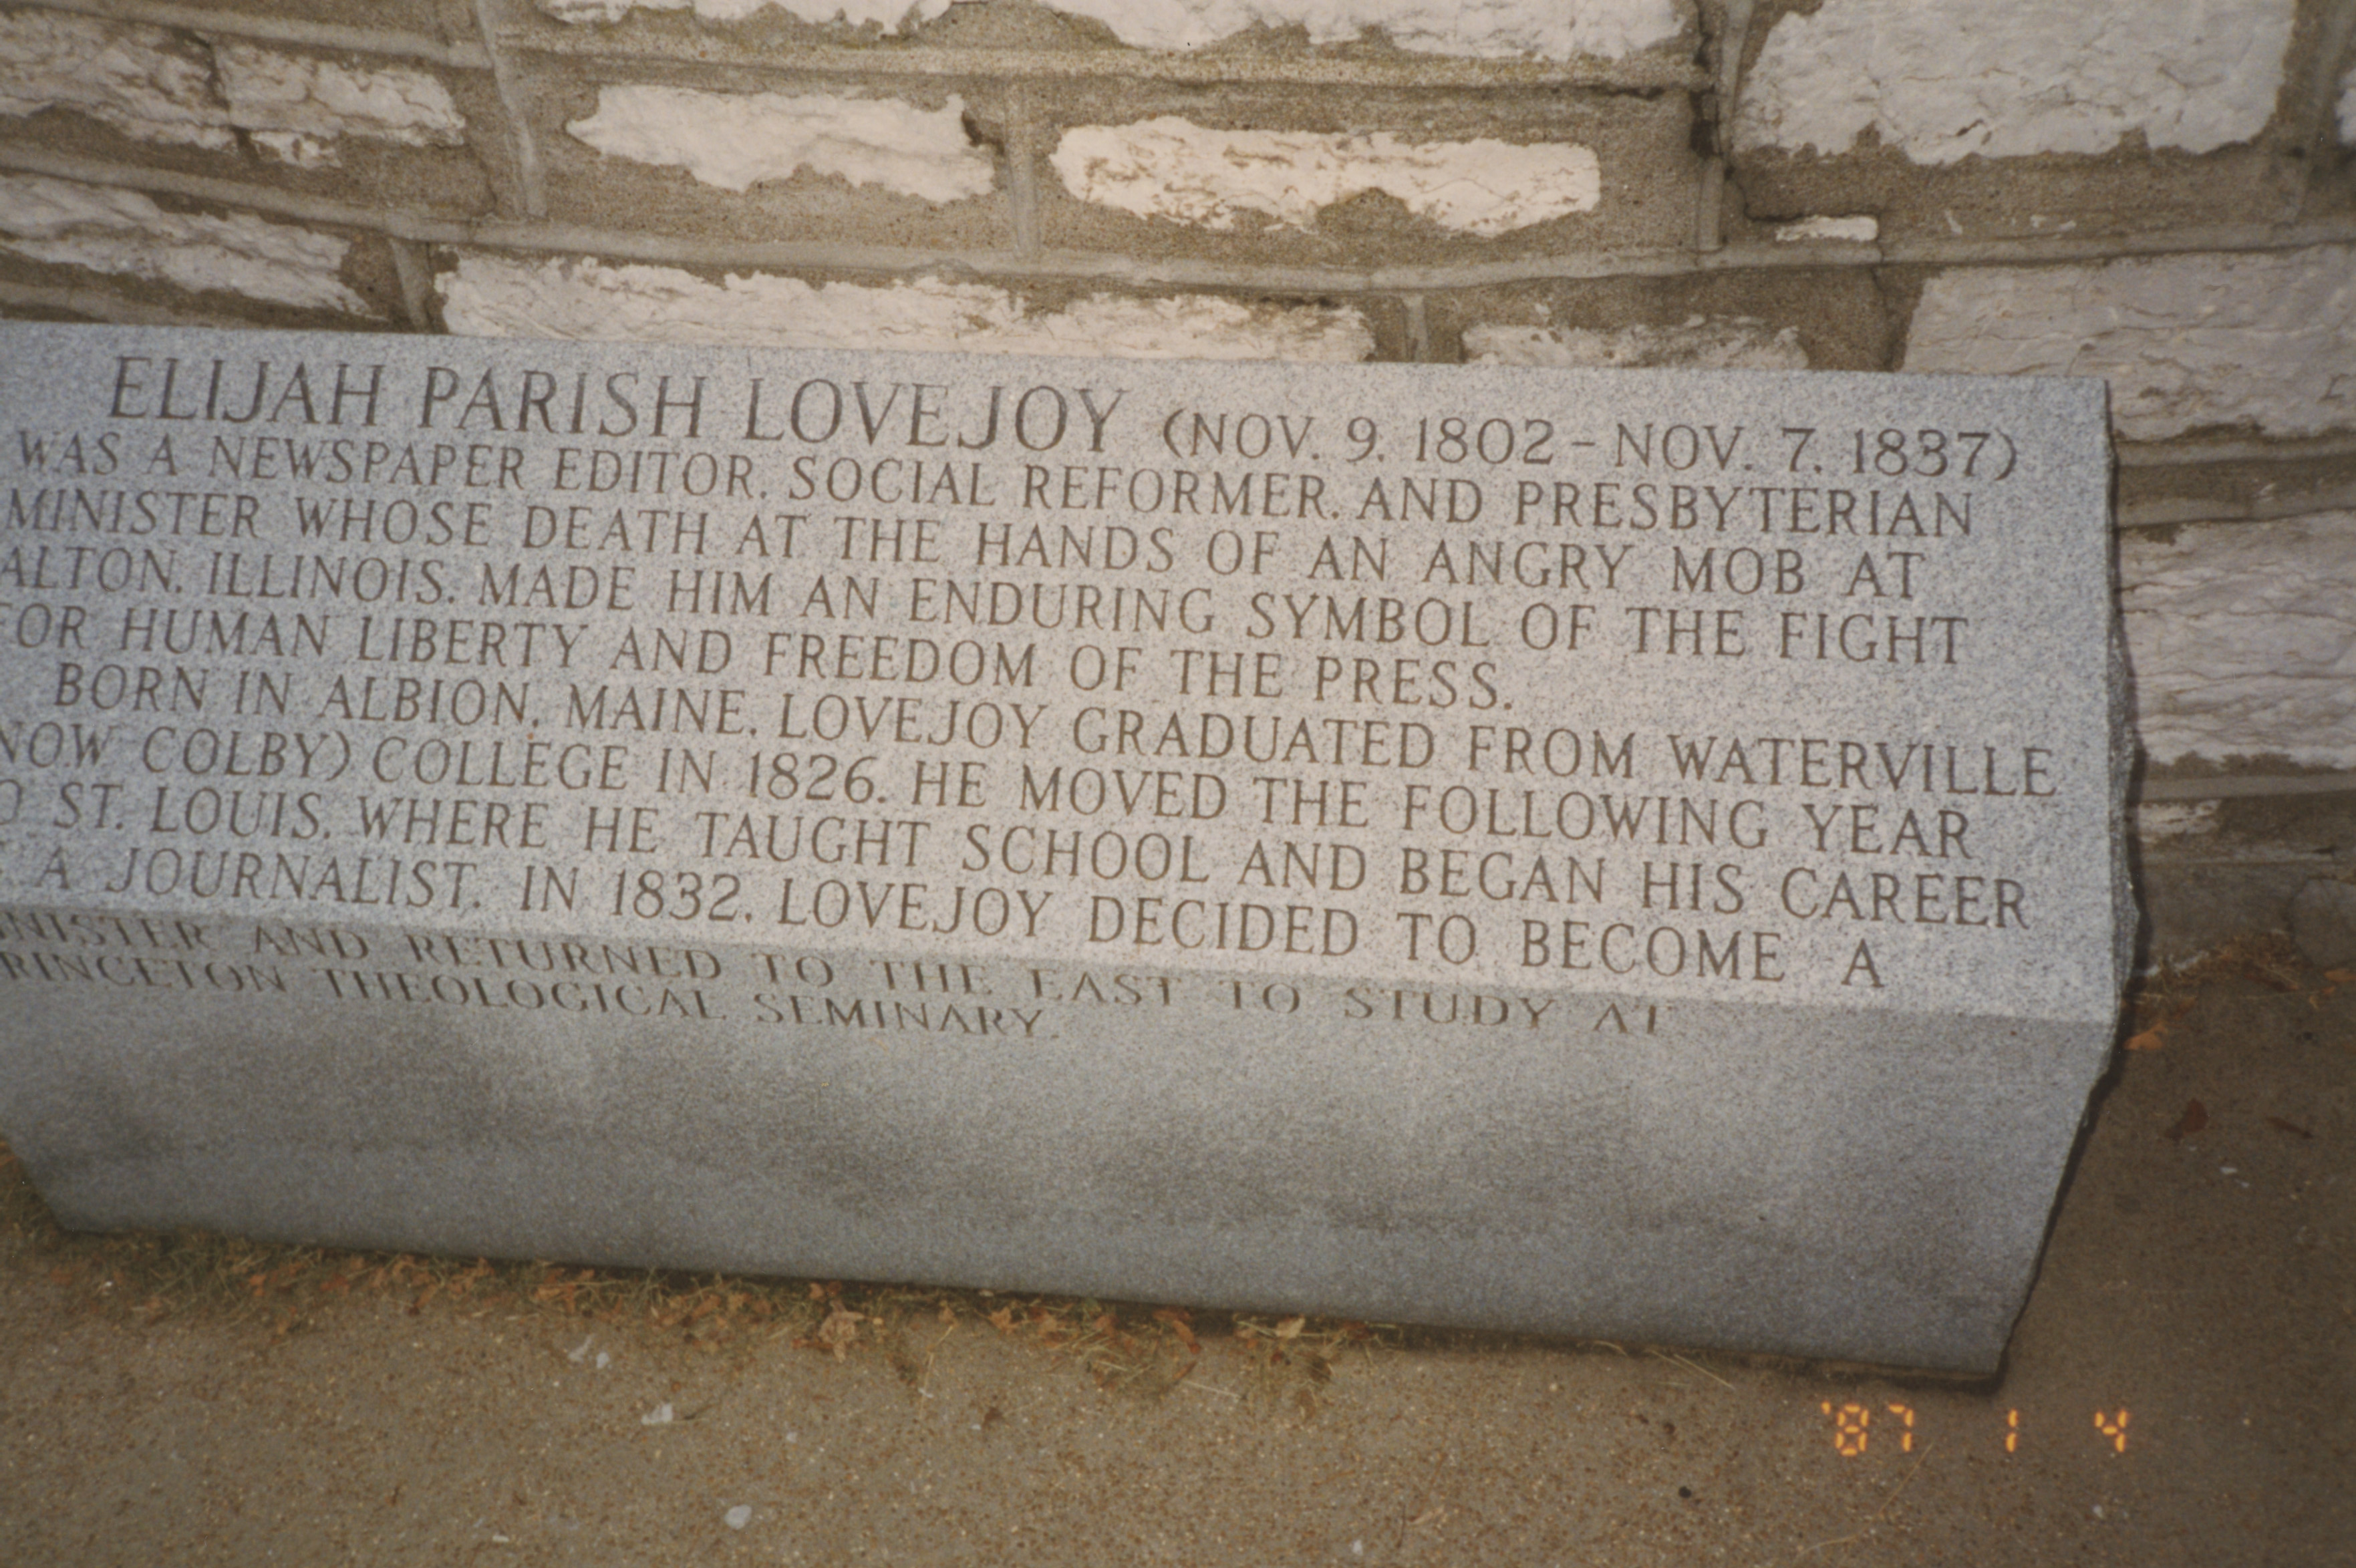 ELIJAH PARISH LOVEJOY (NOV. 9, 1802 – NOV. 7, 1837)
WAS A NEWSPAPER EDITOR, SOCIAL REFORMER, AND PRESBYTERIAN
MINISTER WHOSE DEATH AT THE HANDS OF AN ANGRY MOB AT
ALTON, ILLINOIS, MADE HIM AN ENDURING SYMBOL OF THE FIGHT
FOR HUMAN LIBERTY AND FREEDOM OF THE PRESS.
BORN IN ALBION, MAINE, LOVEJOY GRADUATED FROM WATERVILLE
NOW COLBY) COLLEGE IN 1826. HE MOVED THE FOLLOWING YEAR
O ST. LOUIS, WHERE HE TAUGHT SCHOOL AND BEGAN HIS CAREER
A JOURNALIST. IN 1832, LOVEJOY DECIDED TO BECOME A
INISTER AND RETURNED TO THE EAST TO STUDY AT
RINCETON THEOLOGICAL SEMINARY.
'87 1 4